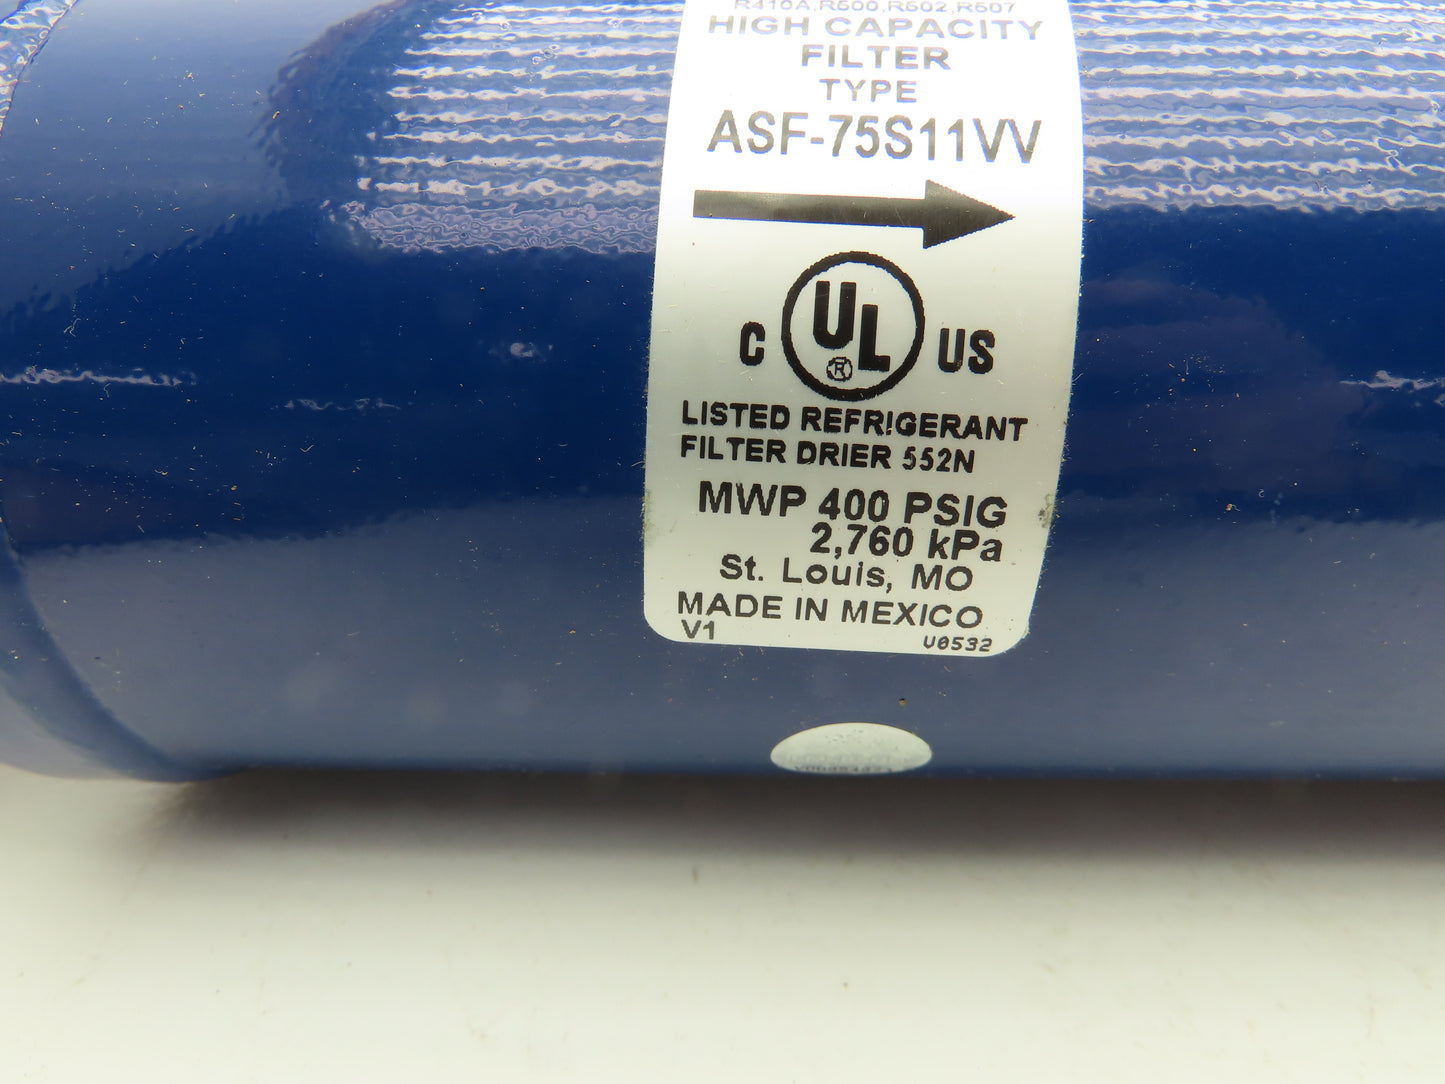 R410A,R500,R502,R507
HIGH CAPACITY
FILTER
TYPE
ASF-75S11VV
C UL US
®
LISTED REFRIGERANT
FILTER DRIER 552N
MWP 400 PSIG
2,760 kPa
St. Louis, MO
MADE IN MEXICO
V1 V0532